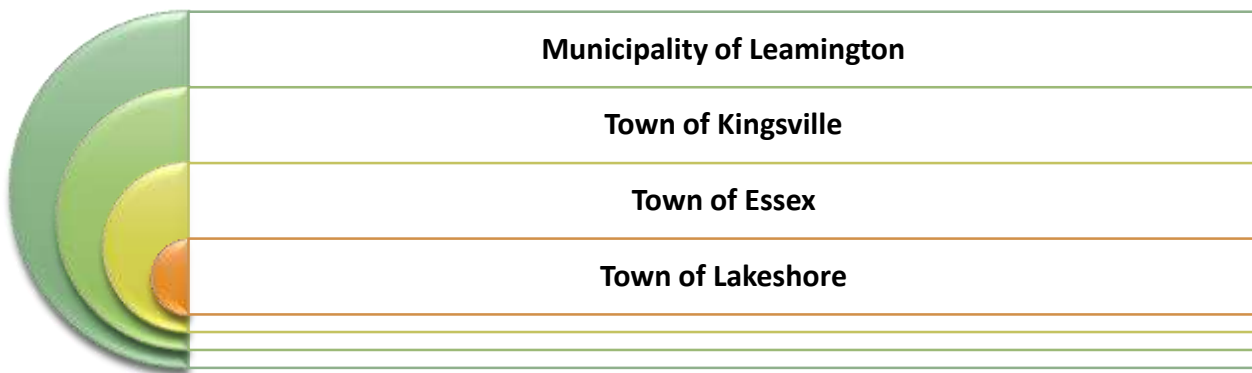 Municipality of Leamington
Town of Kingsville
Town of Essex
Town of Lakeshore